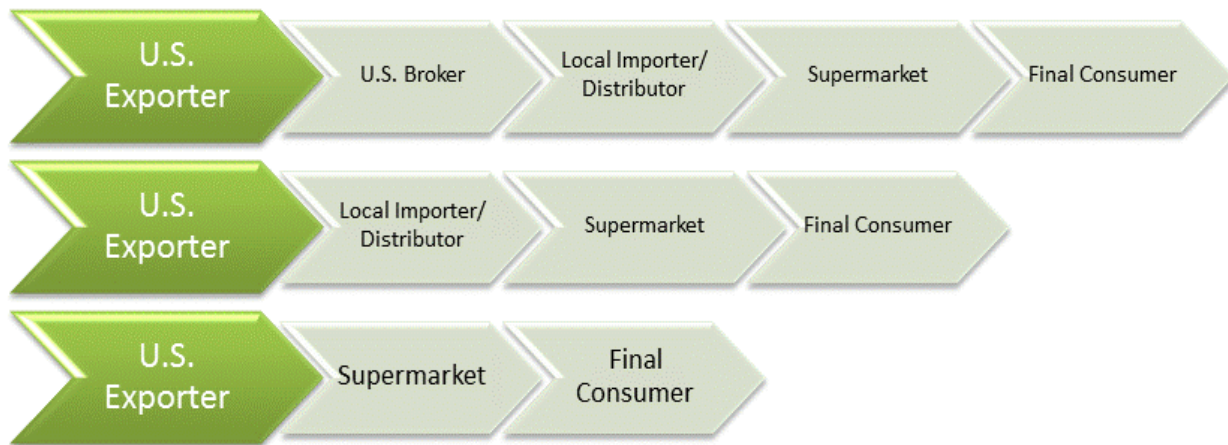 U.S.
Exporter
U.S. Broker
Local Importer/
Distributor
Supermarket
Final Consumer
U.S.
Exporter
Local Importer/
Distributor
Supermarket
Final Consumer
U.S.
Exporter
Supermarket
Final
Consumer